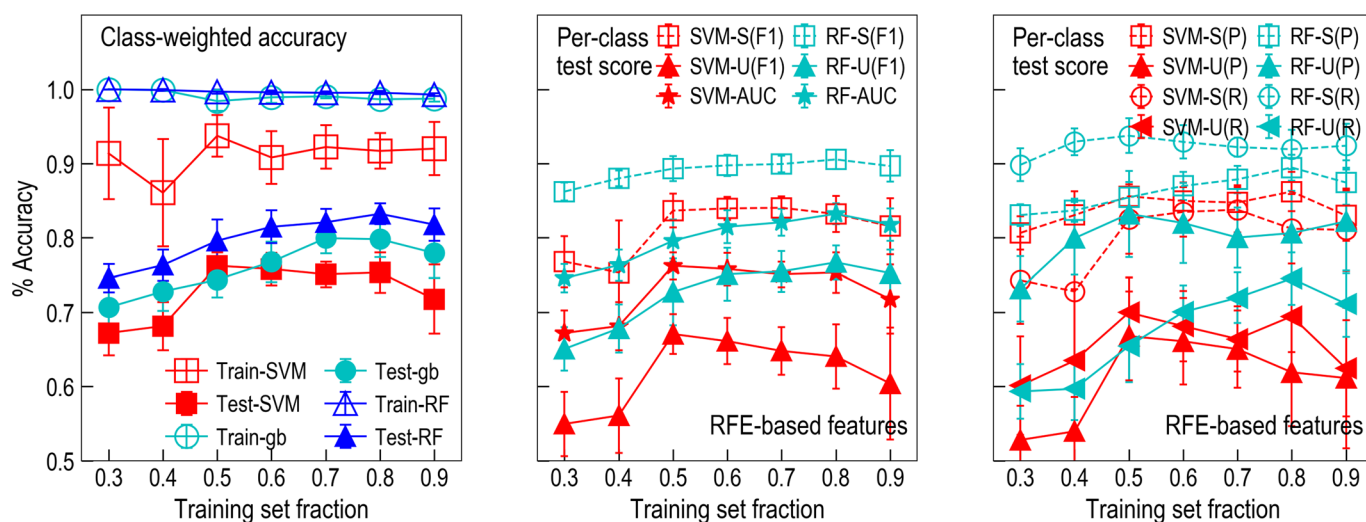 Class-weighted accuracy
% Accuracy
1.0
0.9
0.8
0.7
0.6
0.5
Train-SVM
Test-SVM
Train-gb
Test-gb
Train-RF
Test-RF
0.3 0.4 0.5 0.6 0.7 0.8 0.9
Training set fraction
Per-class
test score
SVM-S(F1)
SVM-U(F1)
SVM-AUC
RF-S(F1)
RF-U(F1)
RF-AUC
RFE-based features
0.3 0.4 0.5 0.6 0.7 0.8 0.9
Training set fraction
Per-class
test score
SVM-S(P)
SVM-U(P)
SVM-S(R)
SVM-U(R)
RF-S(P)
RF-U(P)
RF-S(R)
RF-U(R)
RFE-based features
0.3 0.4 0.5 0.6 0.7 0.8 0.9
Training set fraction